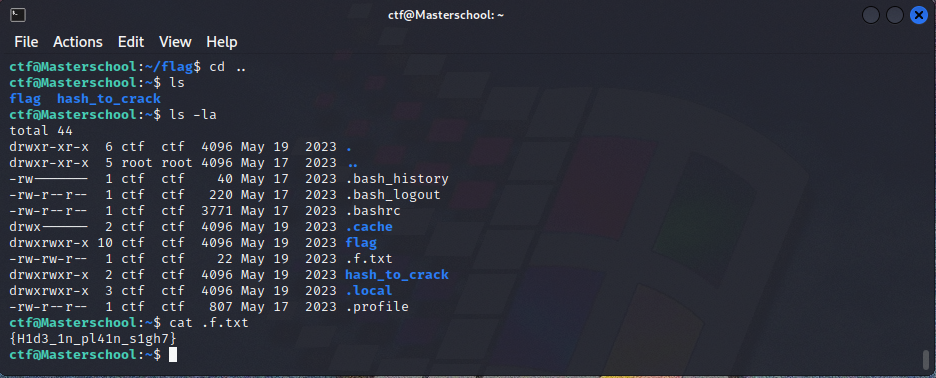 ctf@Masterschool: ~
File Actions Edit View Help
ctf@Masterschool:~/flag$ cd ..
ctf@Masterschool:~$ ls
flag hash_to_crack
ctf@Masterschool:~$ ls -la
total 44
drwxr-xr-x 6 ctf ctf 4096 May 19 2023 .
drwxr-xr-x 5 root root 4096 May 17 2023 ..
-rw------- 1 ctf ctf 40 May 17 2023 .bash_history
-rw-r--r-- 1 ctf ctf 220 May 17 2023 .bash_logout
-rw-r--r-- 1 ctf ctf 3771 May 17 2023 .bashrc
drwx------ 2 ctf ctf 4096 May 19 2023 .cache
drwxrwxr-x 10 ctf ctf 4096 May 19 2023 flag
-rw-rw-r-- 1 ctf ctf 22 May 19 2023 .f.txt
drwxrwxr-x 2 ctf ctf 4096 May 19 2023 hash_to_crack
drwxrwxr-x 3 ctf ctf 4096 May 19 2023 .local
-rw-r--r-- 1 ctf ctf 807 May 17 2023 .profile
ctf@Masterschool:~$ cat .f.txt
{H1d3_1n_pl41n_s1gh7}
ctf@Masterschool:~$